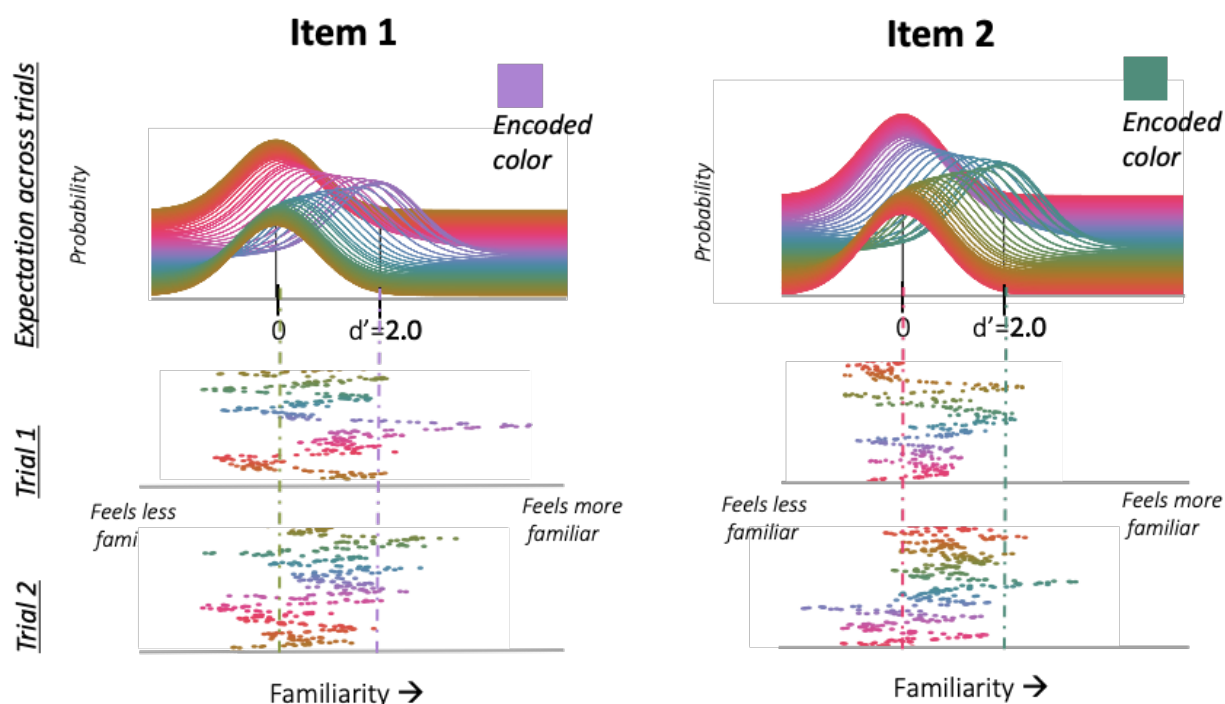 Item 1
Item 2
Expectation across trials
Encoded
color
Encoded
color
Probability
Probability
0
d'=2.0
0
d'=2.0
Trial 1
Feels less
fami
Feels more
familiar
Feels less
familiar
Feels more
familiar
Trial 2
Familiarity →
Familiarity →